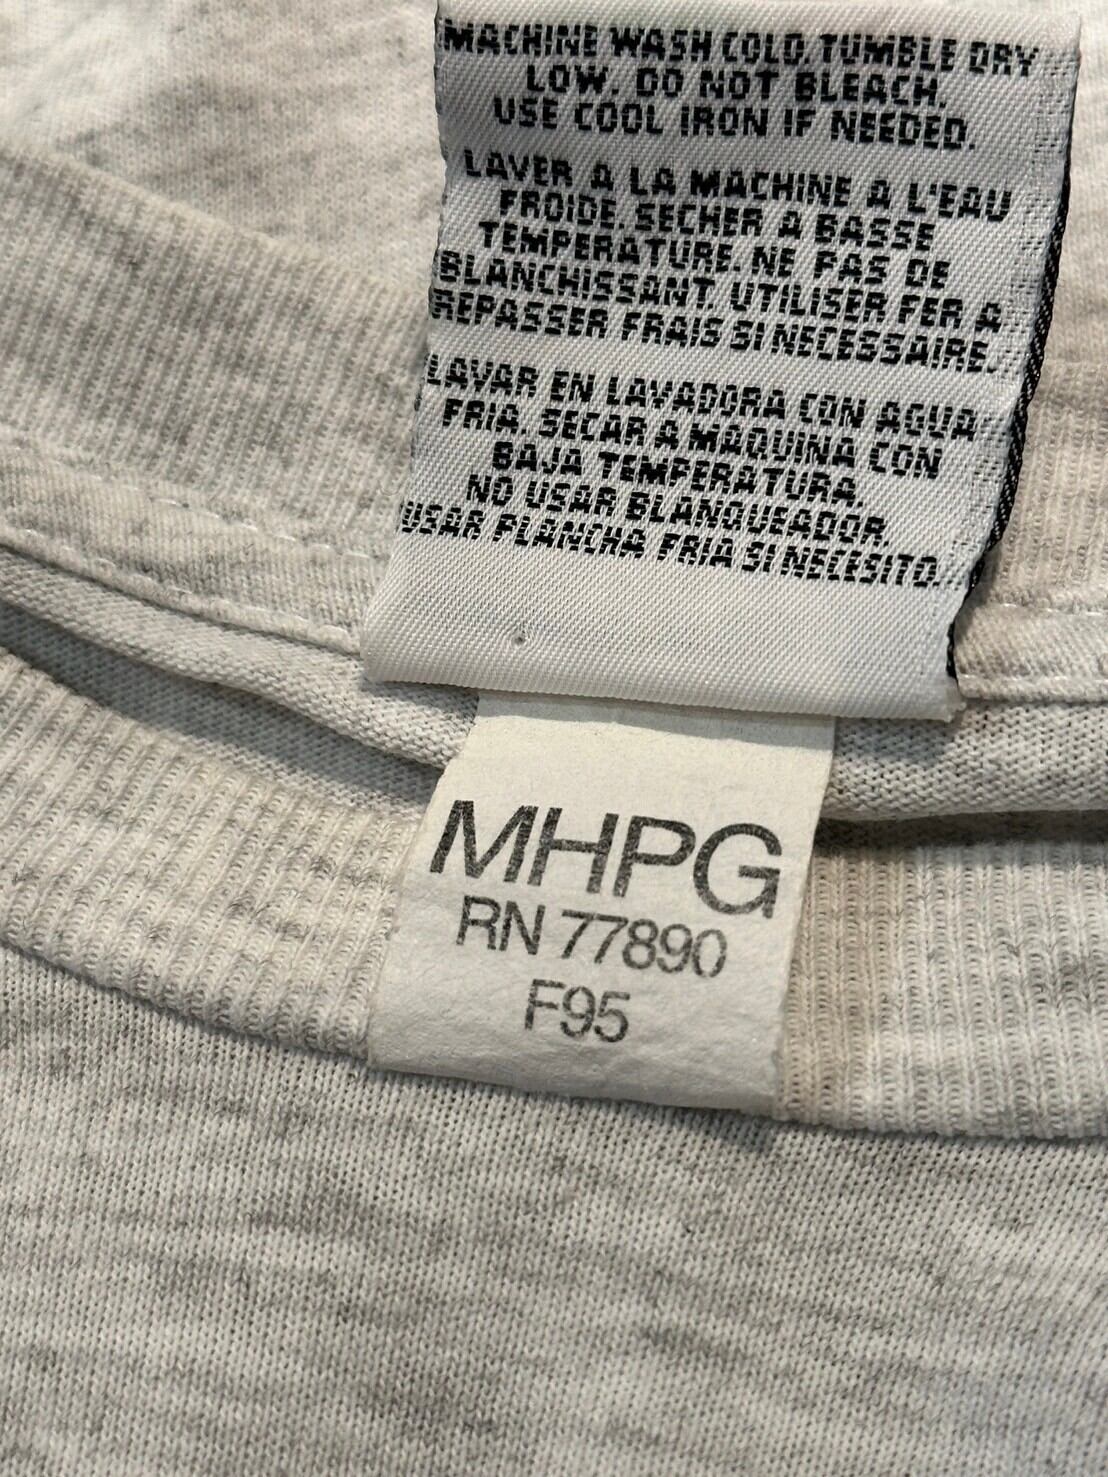 MACHINE WASH COLD. TUMBLE DRY
LOW. DO NOT BLEACH.
USE COOL IRON IF NEEDED.
LAVER A LA MACHINE A L'EAU
FROIDE. SECHER A BASSE
TEMPERATURE. NE PAS DE
BLANCHISSANT. UTILISER FER A
REPASSER FRAIS SI NECESSAIRE.
LAVAR EN LAVADORA CON AGUA
FRIA. SECAR A MAQUINA CON
BAJA TEMPERATURA.
NO USAR BLANQUEADOR.
USAR PLANCHA FRIA SI NECESITO.
MHPG
RN 77890
F95